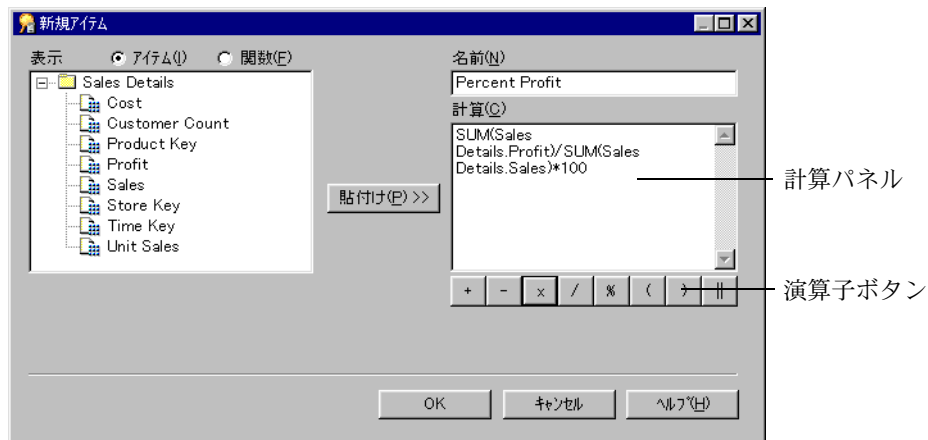 新規ｱｲﾃﾑ
表示
ｱｲﾃﾑ(I)
関数(F)
Sales Details
Cost
Customer Count
Product Key
Profit
Sales
Store Key
Time Key
Unit Sales
貼付け(P) >>
名前(N)
Percent Profit
計算(C)
SUM(Sales
Details.Profit)/SUM(Sales
Details.Sales)*100
+ - x / % ( ) ||
計算パネル
演算子ボタン
OK
ｷｬﾝｾﾙ
ﾍﾙﾌﾟ(H)